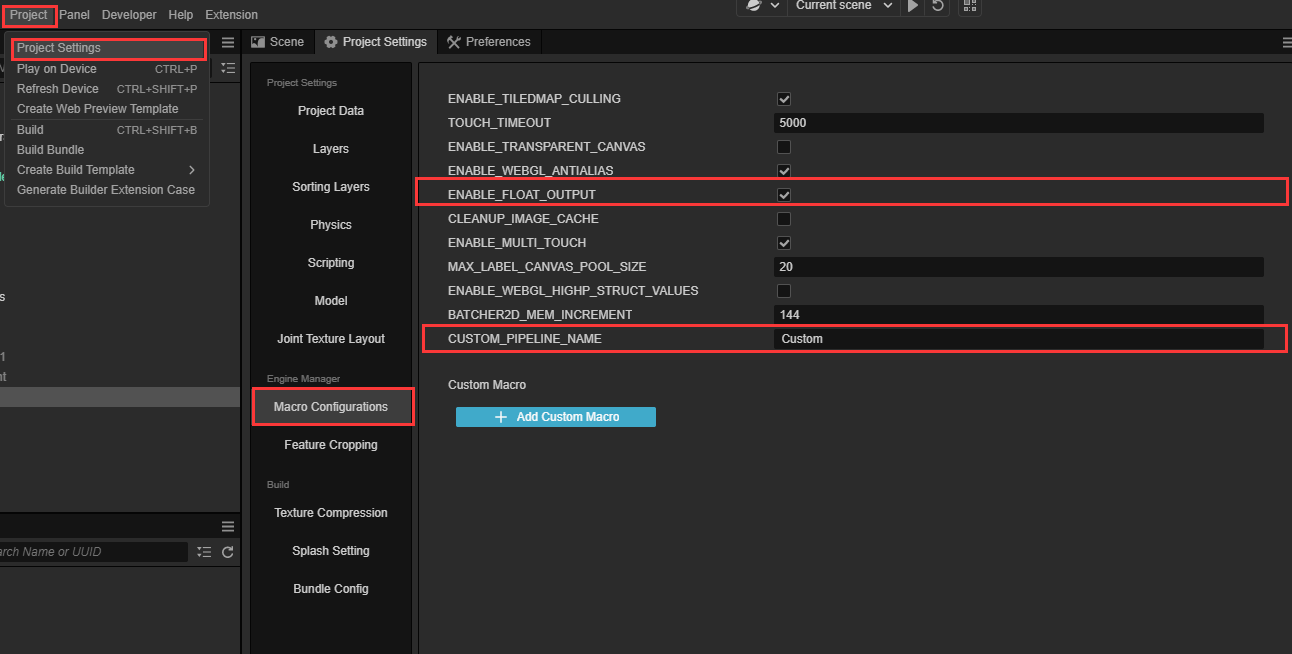 Project Panel Developer Help Extension
Current scene
Project Settings
Play on Device CTRL+P
Refresh Device CTRL+SHIFT+P
Create Web Preview Template
Build CTRL+SHIFT+B
Build Bundle
Create Build Template
Generate Builder Extension Case
Search Name or UUID
Scene Project Settings Preferences
Project Settings
Project Data
Layers
Sorting Layers
Physics
Scripting
Model
Joint Texture Layout
Engine Manager
Macro Configurations
Feature Cropping
Build
Texture Compression
Splash Setting
Bundle Config
ENABLE_TILEDMAP_CULLING
TOUCH_TIMEOUT 5000
ENABLE_TRANSPARENT_CANVAS
ENABLE_WEBGL_ANTIALIAS
ENABLE_FLOAT_OUTPUT
CLEANUP_IMAGE_CACHE
ENABLE_MULTI_TOUCH
MAX_LABEL_CANVAS_POOL_SIZE 20
ENABLE_WEBGL_HIGHP_STRUCT_VALUES
BATCHER2D_MEM_INCREMENT 144
CUSTOM_PIPELINE_NAME Custom
Custom Macro
Add Custom Macro